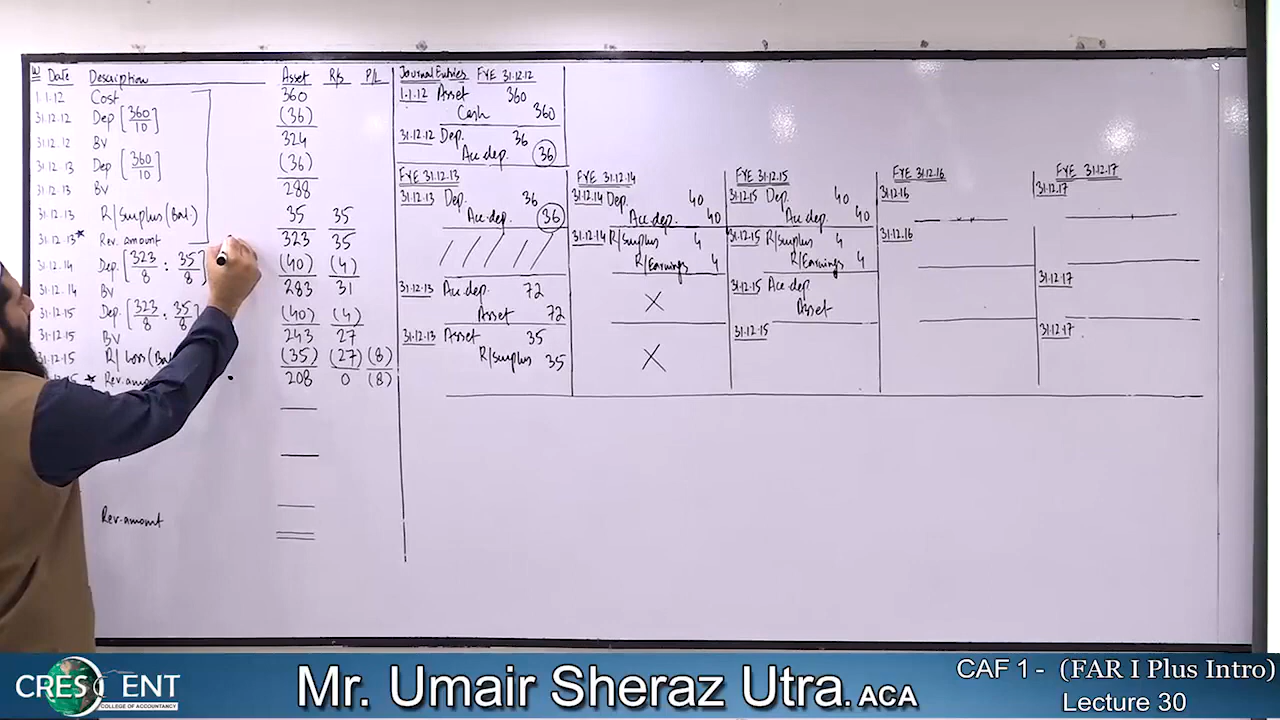 W Date Description Asset R/S P/L
1.1.12 Cost 360
31.12.12 Dep [360/10] (36)
31.12.12 BV 324
31.12.13 Dep [360/10] (36)
31.12.13 BV 288
31.12.13 R/Surplus (Bal.) 35 35
31.12.13* Rev. amount 323 35
31.12.14 Dep. [323/8 : 35/8] (40) (4)
31.12.14 BV 283 31
31.12.15 Dep. [323/8 : 35/8] (40) (4)
31.12.15 BV 243 27
31.12.15 R/Loss (Bal (35) (27) (8)
* Rev. am 208 0 (8)
Rev. amount
Journal Entries FYE 31.12.12
1.1.12 Asset 360
Cash 360
31.12.12 Dep. 36
Acc dep. 36
FYE 31.12.13
31.12.13 Dep. 36
Acc dep. 36
31.12.13 Acc dep. 72
Asset 72
31.12.13 Asset 35
R/Surplus 35
FYE 31.12.14
31.12.14 Dep. 40
Acc dep. 40
31.12.14 R/Surplus 4
R/Earnings 4
X
X
FYE 31.12.15
31.12.15 Dep. 40
Acc dep. 40
31.12.15 R/Surplus 4
R/Earnings 4
31.12.15 Acc dep.
Asset
31.12.15
FYE 31.12.16
31.12.16
31.12.16
FYE 31.12.17
31.12.17
31.12.17
31.12.17
CRESCENT
COLLEGE OF ACCOUNTANCY
Mr. Umair Sheraz Utra. ACA
CAF 1 - (FAR I Plus Intro)
Lecture 30